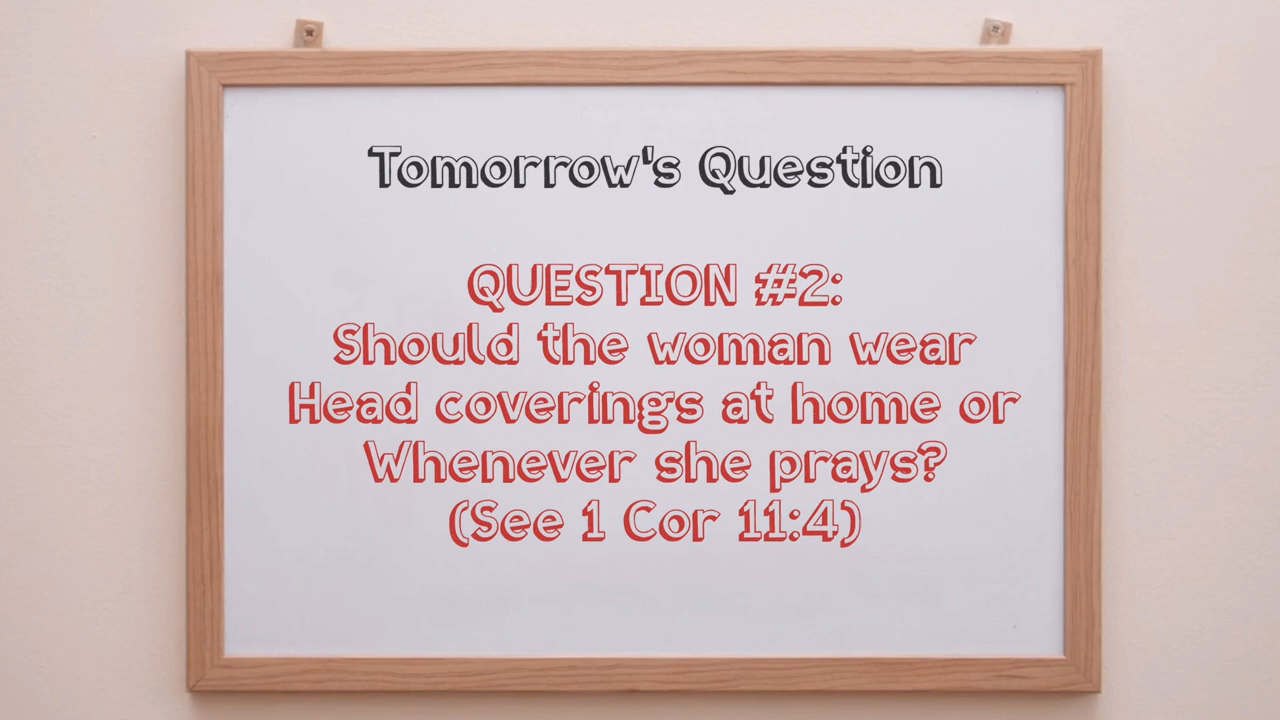 Tomorrow's Question
QUESTION #2:
Should the woman wear
Head coverings at home or
Whenever she prays?
(See 1 Cor 11:4)